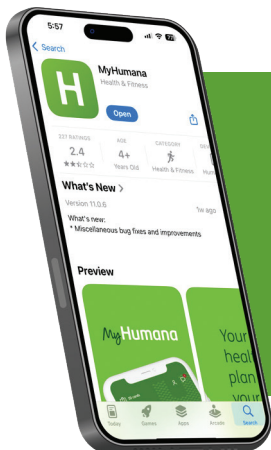 5:57
Search
MyHumana
Health & Fitness
Open
221 RATINGS
2.4
AGE
4+
Years Old
CATEGORY
Health & Fitness
What's New
Version 11.0.6
1w ago
What's new:
* Miscellaneous bug fixes and improvements
Preview
MyHumana
Your
plan
your
Today
Games
Apps
Arcade
Search